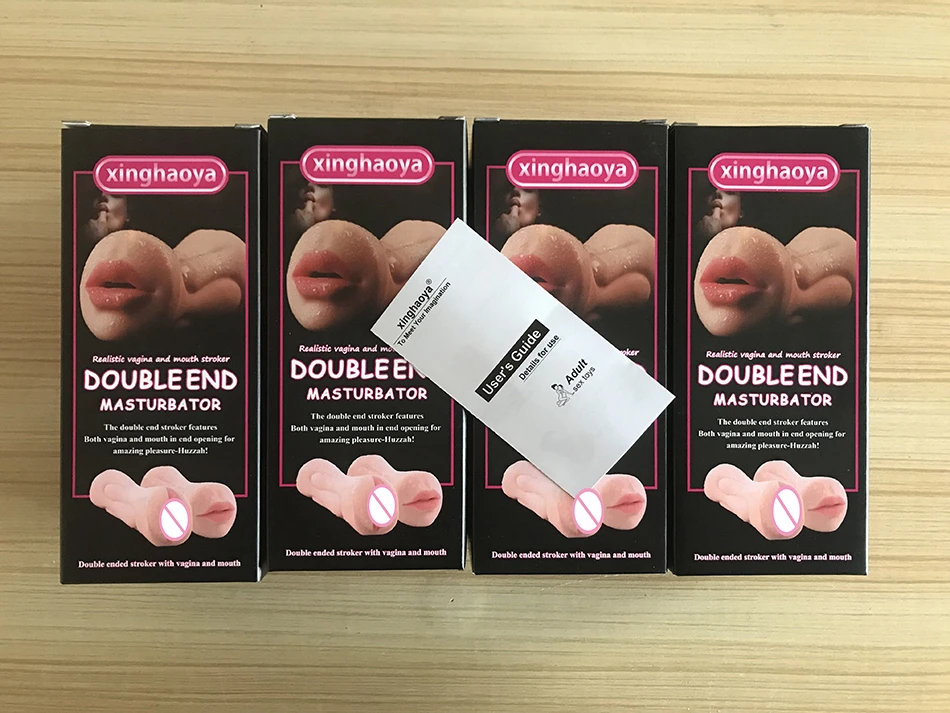 xinghaoya
Realistic vagina and mouth stroker
DOUBLE END
MASTURBATOR
The double end stroker features
Both vagina and mouth in end opening for
amazing pleasure-Huzzah!
Double ended stroker with vagina and mouth
xinghaoya
Realistic vagina and mo
DOUBLE EN
MASTURBATOR
The double end stroker features
Both vagina and mouth in end opening for
amazing pleasure-Huzzah!
Double ended stroker with vagina and mouth
xinghaoya
roker
Double ended stroker with vagina and mouth
xinghaoya®
To Meet Your Imagination
User's Guide
Details for use
Adult
sex toys
xinghaoya
Realistic vagina and mouth stroker
DOUBLE END
MASTURBATOR
The double end stroker features
Both vagina and mouth in end opening for
amazing pleasure-Huzzah!
Double ended stroker with vagina and mouth